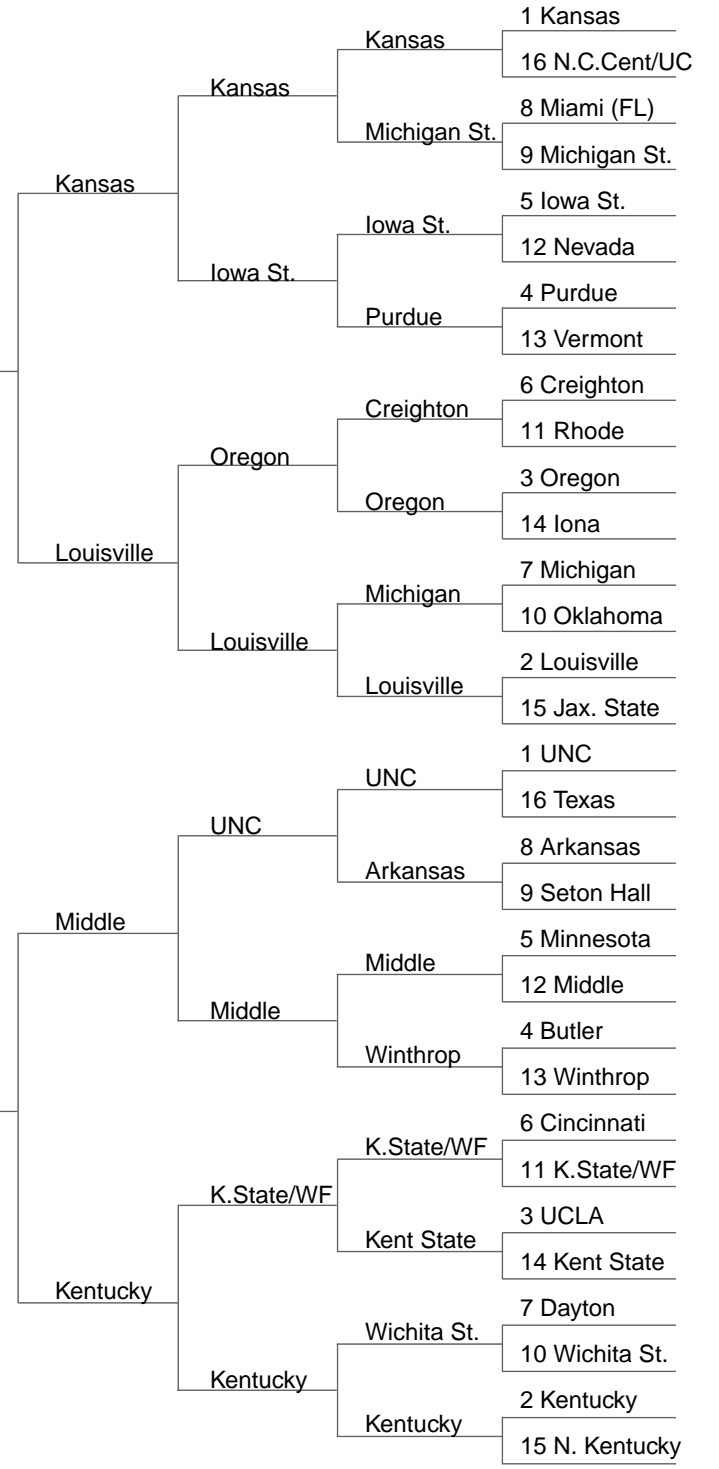 1 Kansas
Kansas
16 N.C.Cent/UC
Kansas
8 Miami (FL)
Michigan St.
9 Michigan St.
Kansas
5 Iowa St.
Iowa St.
12 Nevada
Iowa St.
4 Purdue
Purdue
13 Vermont
6 Creighton
Creighton
11 Rhode
Oregon
3 Oregon
Oregon
14 Iona
Louisville
7 Michigan
Michigan
10 Oklahoma
Louisville
2 Louisville
Louisville
15 Jax. State
1 UNC
UNC
16 Texas
UNC
8 Arkansas
Arkansas
9 Seton Hall
Middle
5 Minnesota
Middle
12 Middle
Middle
4 Butler
Winthrop
13 Winthrop
6 Cincinnati
K.State/WF
11 K.State/WF
K.State/WF
3 UCLA
Kent State
14 Kent State
Kentucky
7 Dayton
Wichita St.
10 Wichita St.
Kentucky
2 Kentucky
Kentucky
15 N. Kentucky